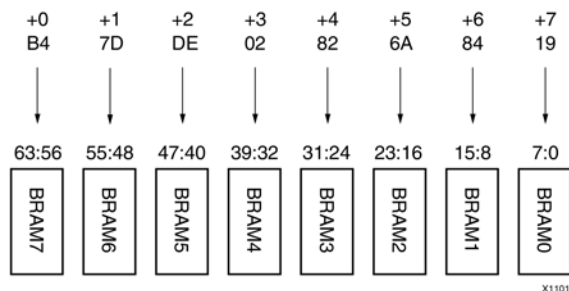 +0 +1 +2 +3 +4 +5 +6 +7
B4 7D DE 02 82 6A 84 19
63:56 55:48 47:40 39:32 31:24 23:16 15:8 7:0
BRAM7 BRAM6 BRAM5 BRAM4 BRAM3 BRAM2 BRAM1 BRAM0
X1101